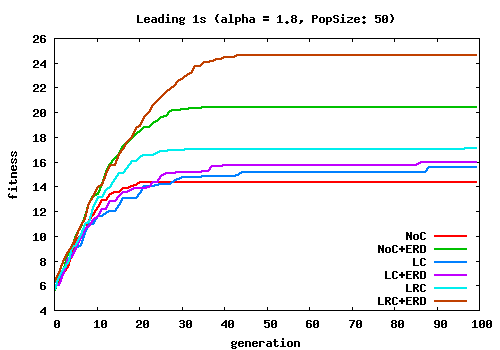 Leading 1s (alpha = 1.8, PopSize: 50)
26
24
22
20
18
16
14
12
10
8
6
4
fitness
NoC
NoC+ERD
LC
LC+ERD
LRC
LRC+ERD
0 10 20 30 40 50 60 70 80 90 100
generation